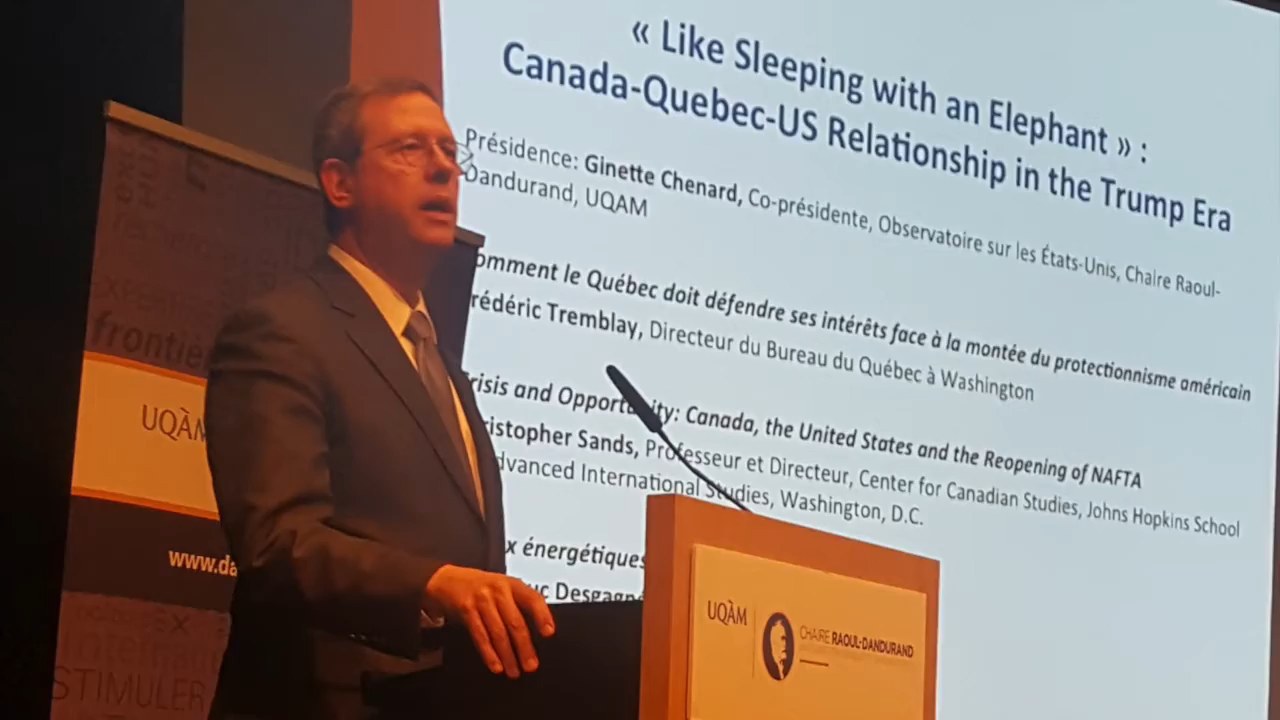 « Like Sleeping with an Elephant » :
Canada-Quebec-US Relationship in the Trump Era
Présidence: Ginette Chenard, Co-présidente, Observatoire sur les États-Unis, Chaire Raoul-
Dandurand, UQAM
omment le Québec doit défendre ses intérêts face à la montée du protectionnisme américain
rédéric Tremblay, Directeur du Bureau du Québec à Washington
risis and Opportunity: Canada, the United States and the Reopening of NAFTA
istopher Sands, Professeur et Directeur, Center for Canadian Studies, Johns Hopkins School
dvanced International Studies, Washington, D.C.
x énergétiques
uc Desgagn
frontiè
UQÀM
www.da
STIMULER
UQÀM
CHAIRE RAOUL-DANDURAND